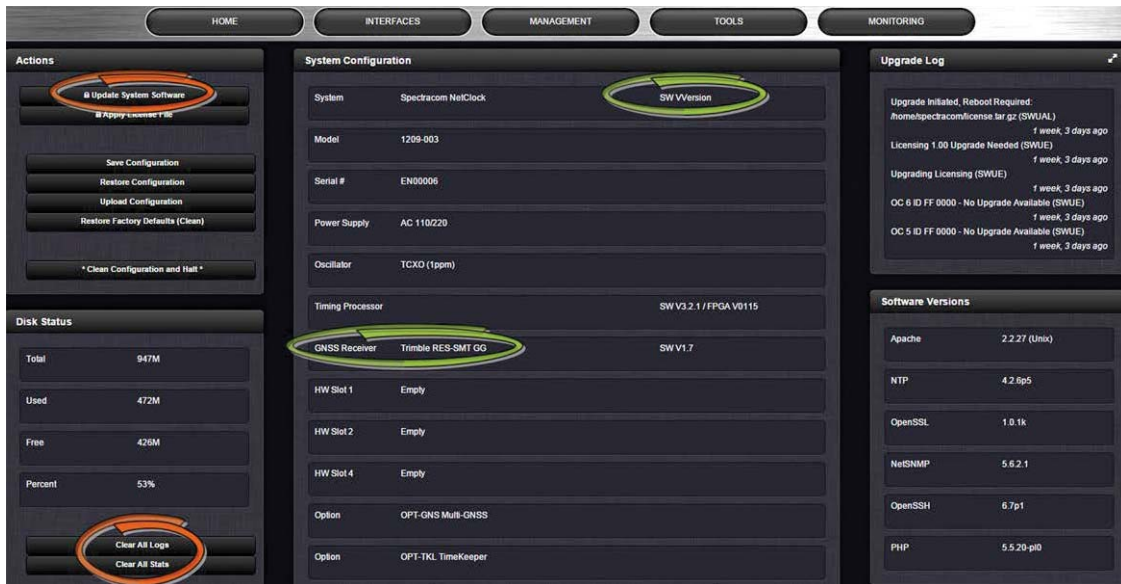 HOME INTERFACES MANAGEMENT TOOLS MONITORING
Actions
Update System Software
Apply License File
Save Configuration
Restore Configuration
Upload Configuration
Restore Factory Defaults (Clean)
* Clean Configuration and Halt *
Disk Status
Total 947M
Used 472M
Free 426M
Percent 53%
Clear All Logs
Clear All Stats
System Configuration
System Spectracom NetClock SW VVersion
Model 1209-003
Serial # EN00006
Power Supply AC 110/220
Oscillator TCXO (1ppm)
Timing Processor SW V3.2.1 / FPGA V0115
GNSS Receiver Trimble RES-SMT GG SW V1.7
HW Slot 1 Empty
HW Slot 2 Empty
HW Slot 4 Empty
Option OPT-GNS Multi-GNSS
Option OPT-TKL TimeKeeper
Upgrade Log
Upgrade Initiated, Reboot Required:
/home/spectracom/license.tar.gz (SWUAL)
1 week, 3 days ago
Licensing 1.00 Upgrade Needed (SWUE)
1 week, 3 days ago
Upgrading Licensing (SWUE)
1 week, 3 days ago
OC 6 ID FF 0000 - No Upgrade Available (SWUE)
1 week, 3 days ago
OC 5 ID FF 0000 - No Upgrade Available (SWUE)
1 week, 3 days ago
Software Versions
Apache 2.2.27 (Unix)
NTP 4.2.6p5
OpenSSL 1.0.1k
NetSNMP 5.6.2.1
OpenSSH 6.7p1
PHP 5.5.20-pl0